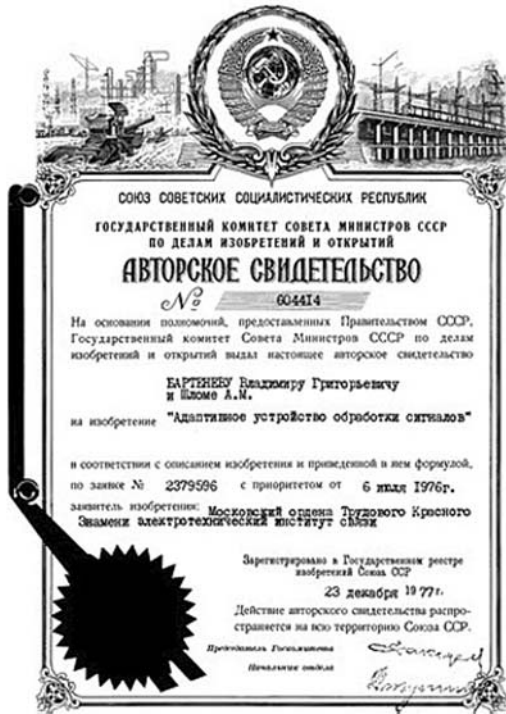 СОЮЗ СОВЕТСКИХ СОЦИАЛИСТИЧЕСКИХ РЕСПУБЛИК
ГОСУДАРСТВЕННЫЙ КОМИТЕТ СОВЕТА МИНИСТРОВ СССР
ПО ДЕЛАМ ИЗОБРЕТЕНИЙ И ОТКРЫТИЙ
АВТОРСКОЕ СВИДЕТЕЛЬСТВО
№ 604414
На основании полномочий, предоставленных Правительством СССР,
Государственный комитет Совета Министров СССР по делам
изобретений и открытий выдал настоящее авторское свидетельство
БАРТЕНЕВУ Владимиру Григорьевичу
и Шломе А.М.
на изобретение "Адаптивное устройство обработки сигналов"
в соответствии с описанием изобретения и приведенной в нем формулой,
по заявке № 2379596 с приоритетом от 6 июля 1976г.
заявитель изобретения: Московский ордена Трудового Красного
Знамени электротехнический институт связи
Зарегистрировано в Государственном реестре
изобретений Союза ССР
23 декабря 1977г.
Действие авторского свидетельства распро-
страняется на всю территорию Союза ССР.
Председатель Госкомитета
Начальник отдела